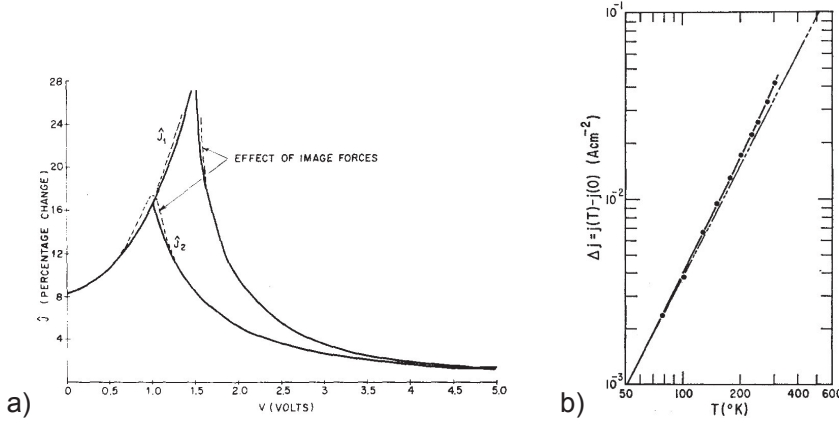 28
24
20
16
12
8
4
Ĵ (PERCENTAGE CHANGE)
Ĵ₁
EFFECT OF IMAGE FORCES
Ĵ₂
0 1.0 1.5 2.0 2.5 3.0 3.5 4.0 4.5 5.0
V (VOLTS)
a)
10⁻¹
10⁻²
10⁻³
Δj = j(T)-j(0) (Acm⁻²)
50 100 200 400 600
T(°K)
b)